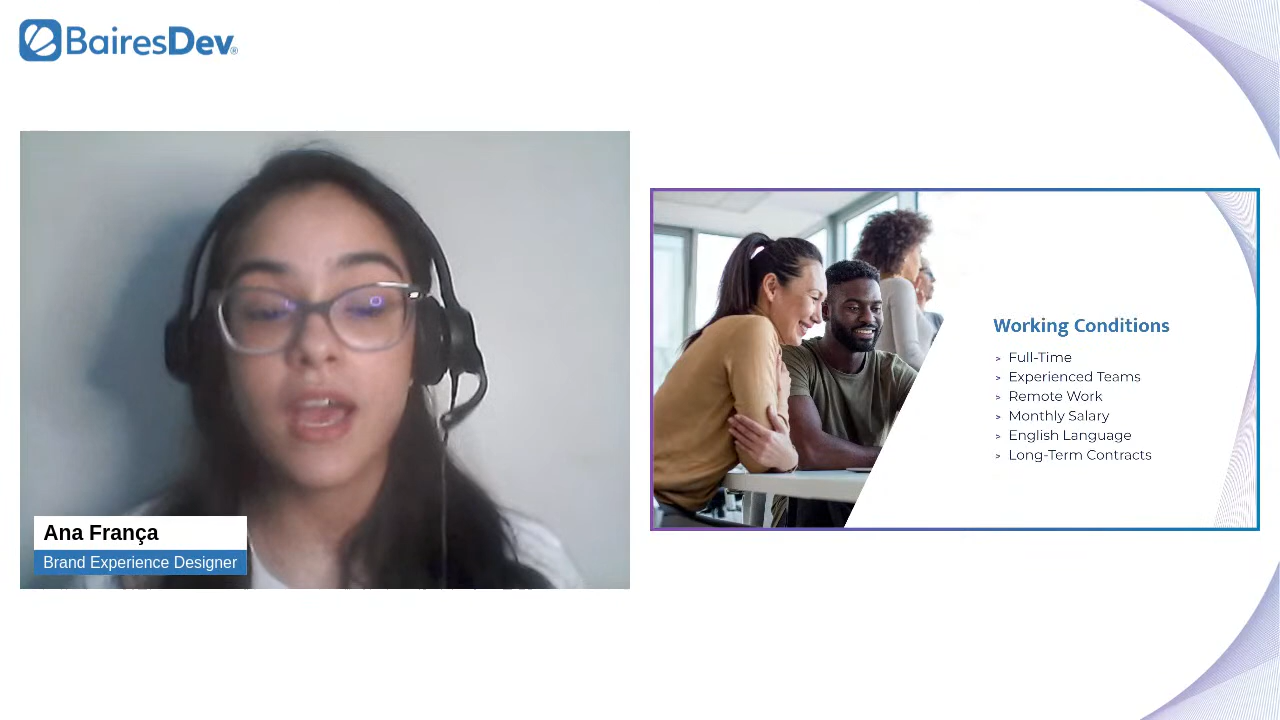 BairesDev®
Ana França
Brand Experience Designer
Working Conditions
> Full-Time
> Experienced Teams
> Remote Work
> Monthly Salary
> English Language
> Long-Term Contracts